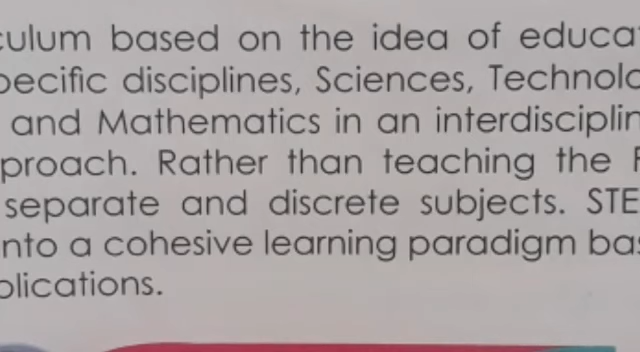 culum based on the idea of educa
pecific disciplines, Sciences, Technolo
and Mathematics in an interdisciplin
proach. Rather than teaching the F
separate and discrete subjects. STE
nto a cohesive learning paradigm bas
plications.